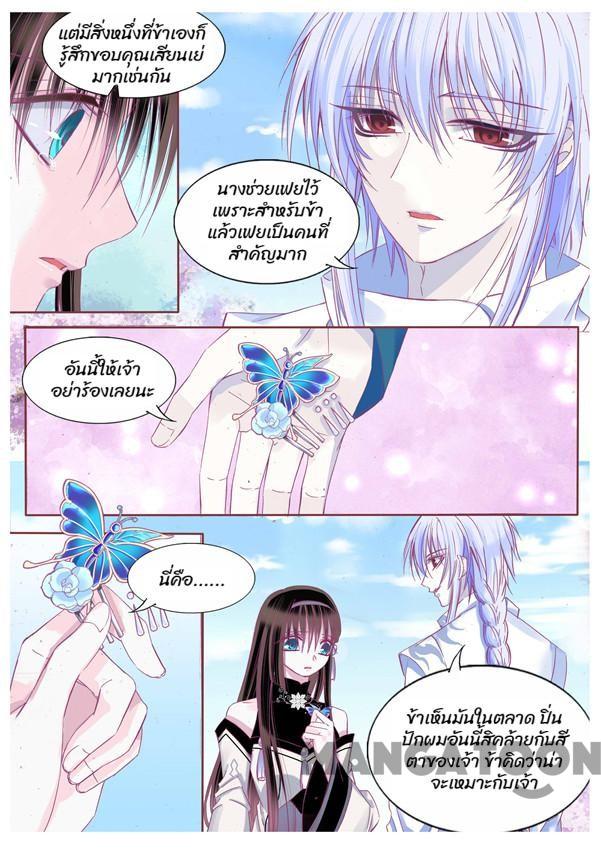 แต่มีสิ่งหนึ่งที่ข้าเองก็
รู้สึกขอบคุณเสียนเย่
มากเช่นกัน
นางช่วยเฟยไว้
เพราะสำหรับข้า
แล้วเฟยเป็นคนที่
สำคัญมาก
อันนี้ให้เจ้า
อย่าร้องเลยนะ
นี่คือ......
ข้าเห็นมันในตลาด ปิ่น
ปักผมอันนี้สีคล้ายกับสี
ตาของเจ้า ข้าคิดว่าน่า
จะเหมาะกับเจ้า
MANGATOON